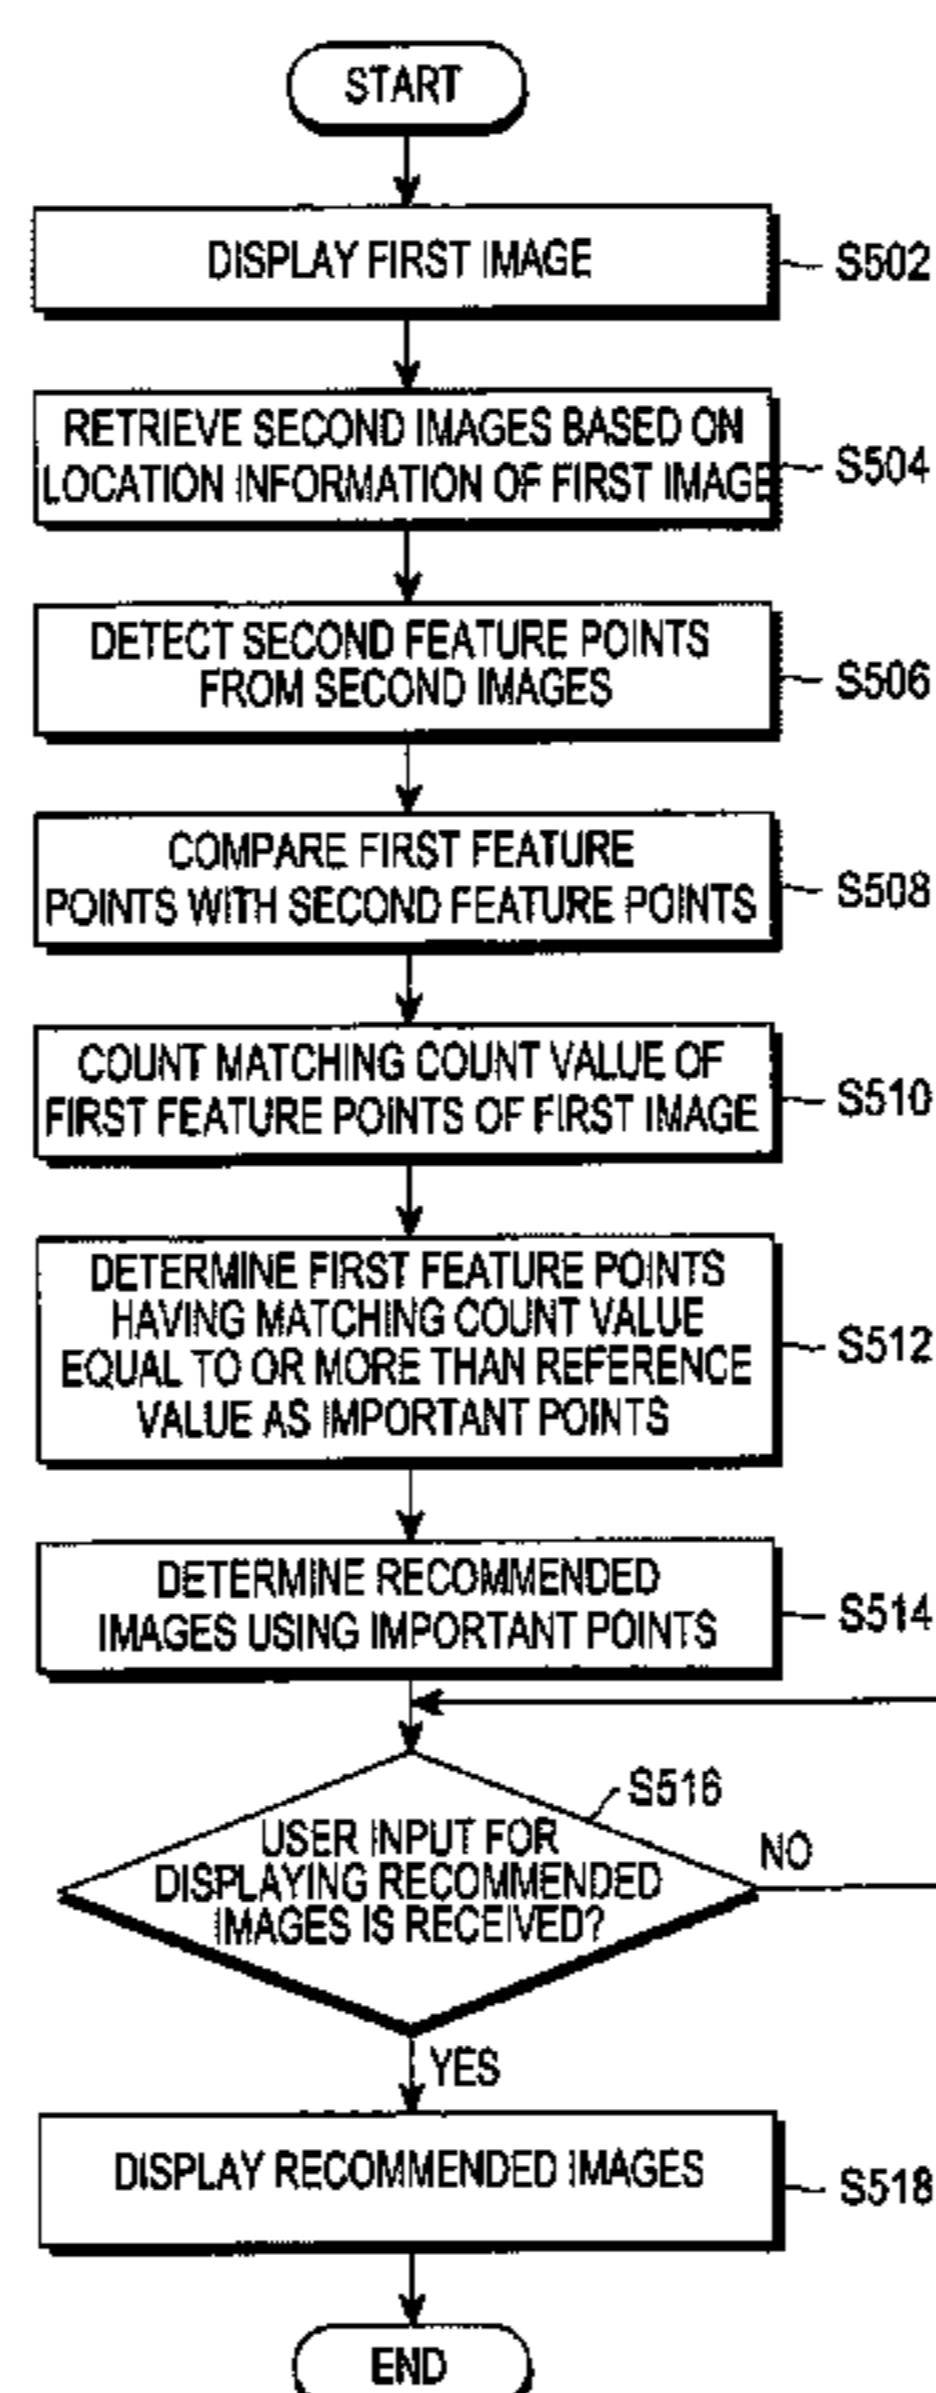 START
DISPLAY FIRST IMAGE
S502
RETRIEVE SECOND IMAGES BASED ON
LOCATION INFORMATION OF FIRST IMAGE
S504
DETECT SECOND FEATURE POINTS
FROM SECOND IMAGES
S506
COMPARE FIRST FEATURE
POINTS WITH SECOND FEATURE POINTS
S508
COUNT MATCHING COUNT VALUE OF
FIRST FEATURE POINTS OF FIRST IMAGE
S510
DETERMINE FIRST FEATURE POINTS
HAVING MATCHING COUNT VALUE
EQUAL TO OR MORE THAN REFERENCE
VALUE AS IMPORTANT POINTS
S512
DETERMINE RECOMMENDED
IMAGES USING IMPORTANT POINTS
S514
S516
USER INPUT FOR
DISPLAYING RECOMMENDED
IMAGES IS RECEIVED?
NO
YES
DISPLAY RECOMMENDED IMAGES
S518
END